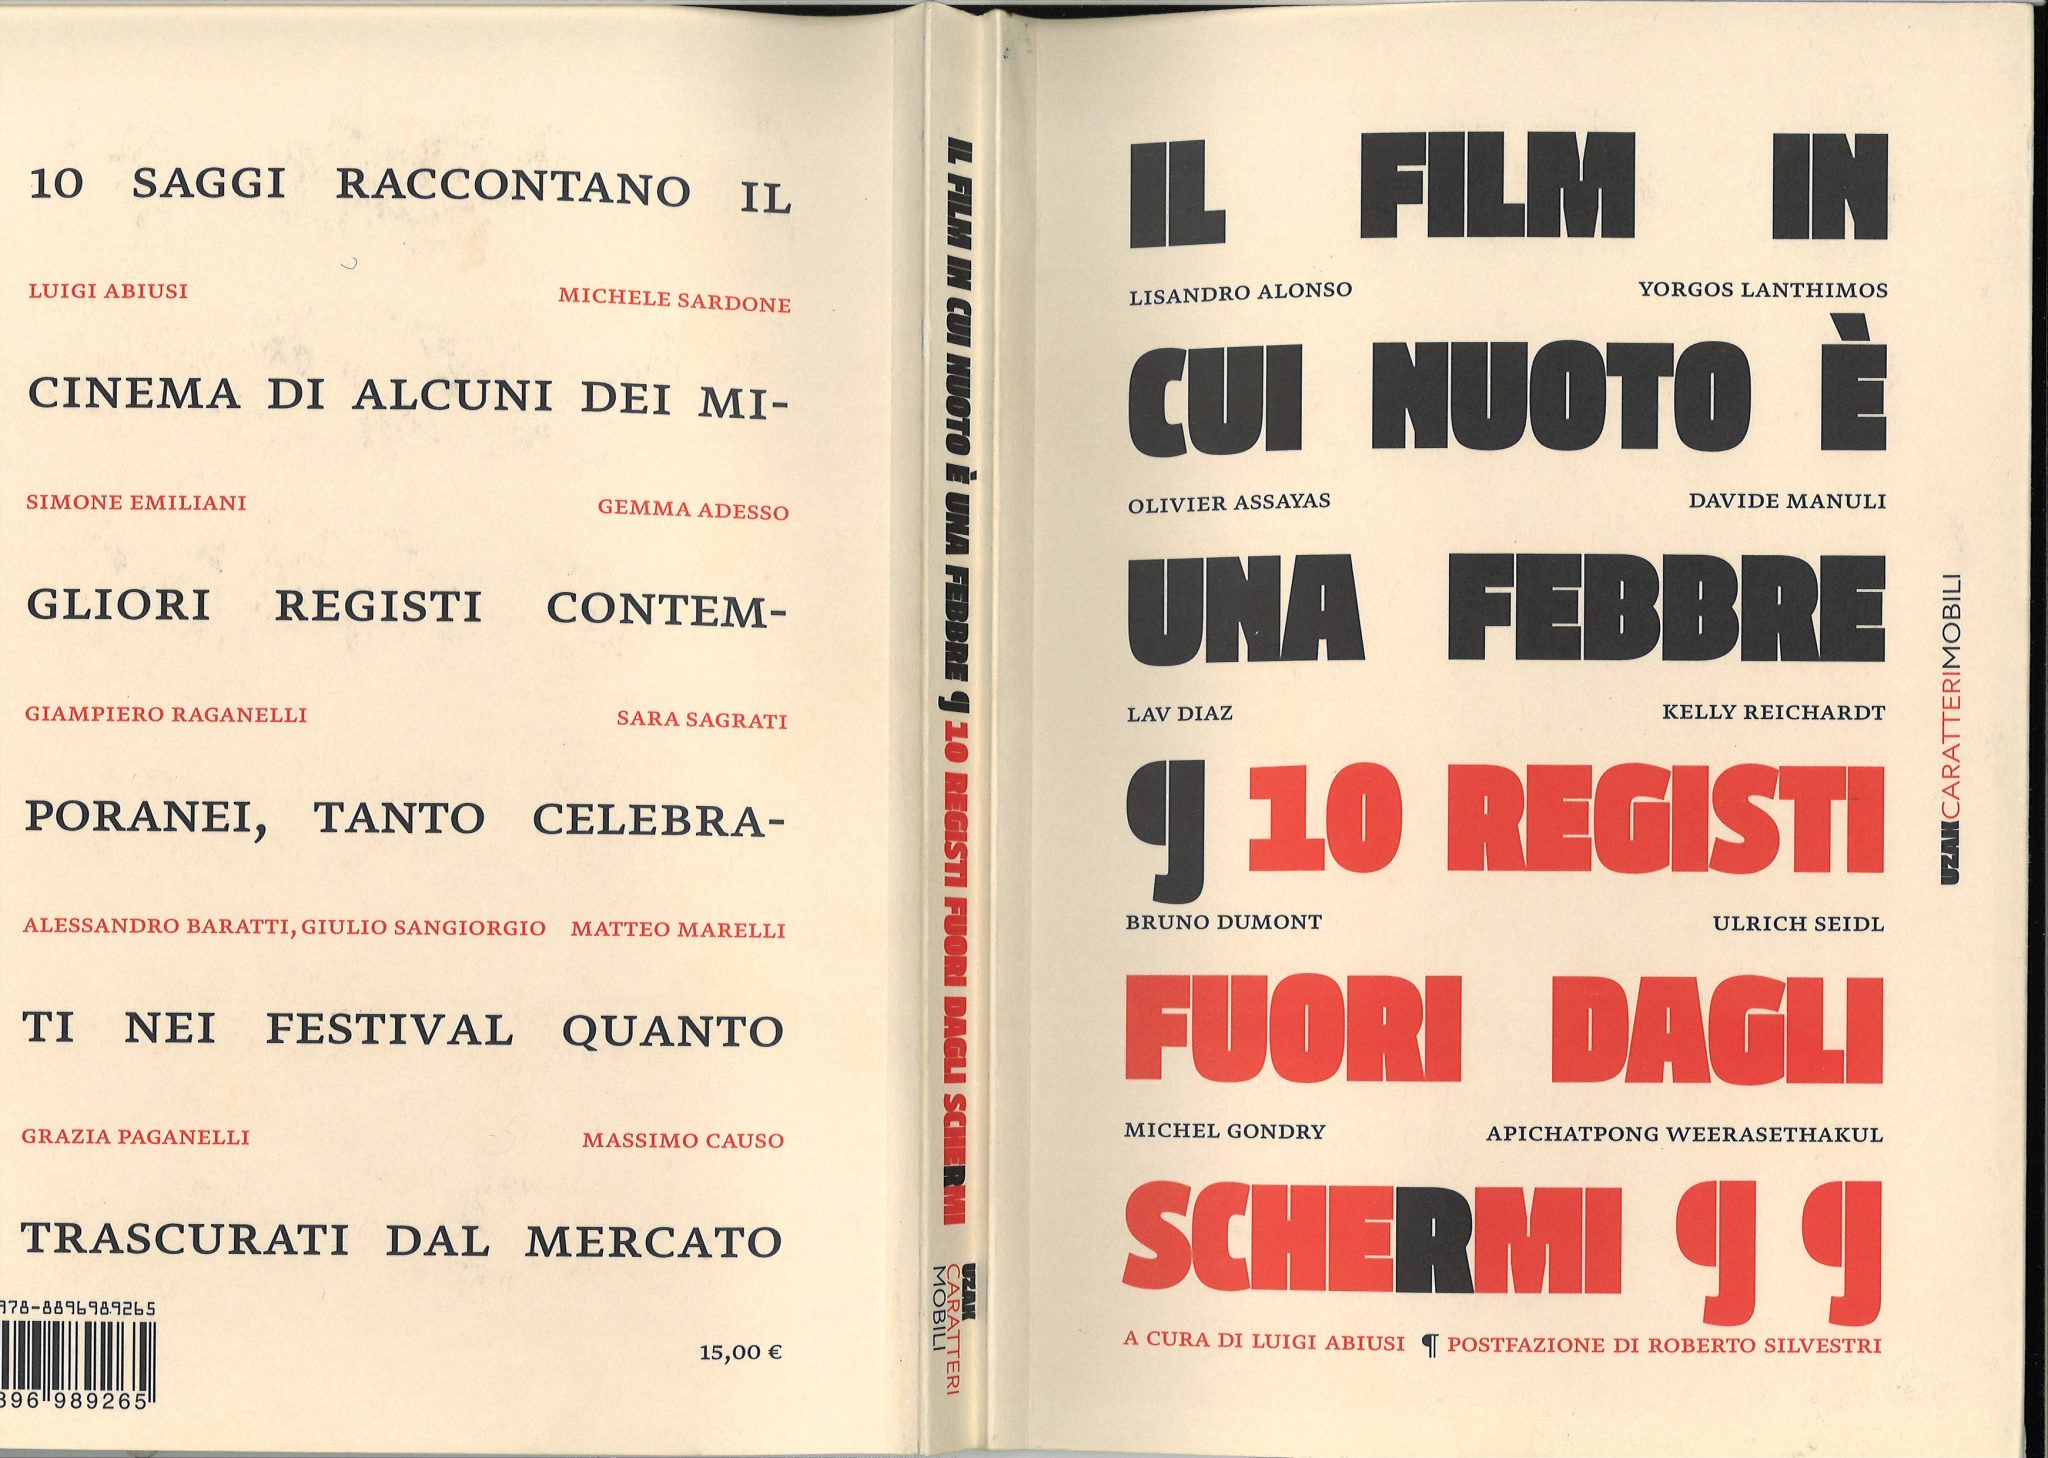 10 SAGGI RACCONTANO IL
LUIGI ABIUSI MICHELE SARDONE
CINEMA DI ALCUNI DEI MI-
SIMONE EMILIANI GEMMA ADESSO
GLIORI REGISTI CONTEM-
GIAMPIERO RAGANELLI SARA SAGRATI
PORANEI, TANTO CELEBRA-
ALESSANDRO BARATTI, GIULIO SANGIORGIO MATTEO MARELLI
TI NEI FESTIVAL QUANTO
GRAZIA PAGANELLI MASSIMO CAUSO
TRASCURATI DAL MERCATO
978-8896989265
896 989265
15,00 €
IL FILM IN CUI NUOTO È UNA FEBBRE ¶ 10 REGISTI FUORI DAGLI SCHERMI
UZAK
CARATTERI
MOBILI
IL FILM IN
LISANDRO ALONSO YORGOS LANTHIMOS
CUI NUOTO È
OLIVIER ASSAYAS DAVIDE MANULI
UNA FEBBRE
LAV DIAZ KELLY REICHARDT
¶ 10 REGISTI
BRUNO DUMONT ULRICH SEIDL
FUORI DAGLI
MICHEL GONDRY APICHATPONG WEERASETHAKUL
SCHERMI ¶ ¶
A CURA DI LUIGI ABIUSI ¶ POSTFAZIONE DI ROBERTO SILVESTRI
UZAKCARATTERIMOBILI